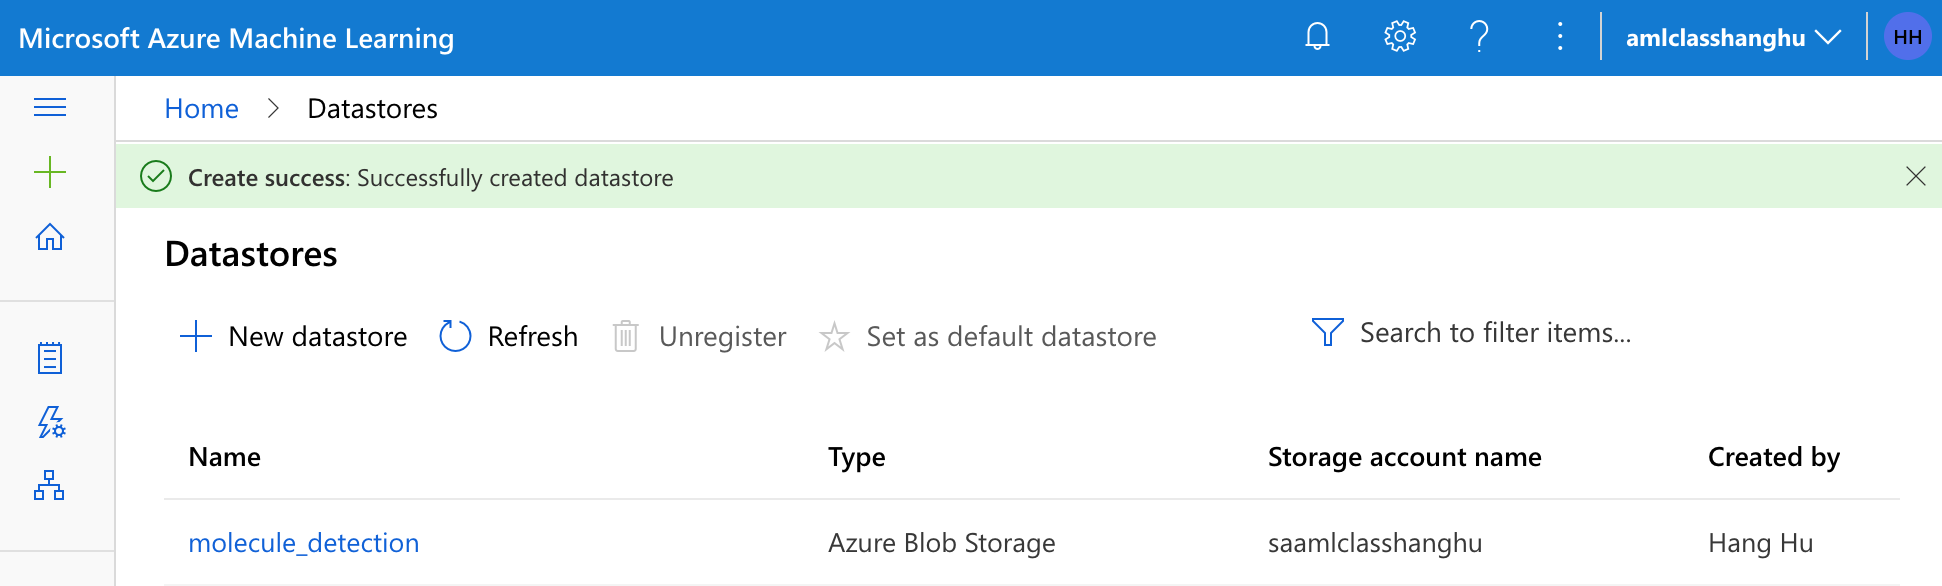 Microsoft Azure Machine Learning
amlclasshanghu
HH
Home > Datastores
Create success: Successfully created datastore
Datastores
New datastore Refresh Unregister Set as default datastore Search to filter items...
Name Type Storage account name Created by
molecule_detection Azure Blob Storage saamlclasshanghu Hang Hu